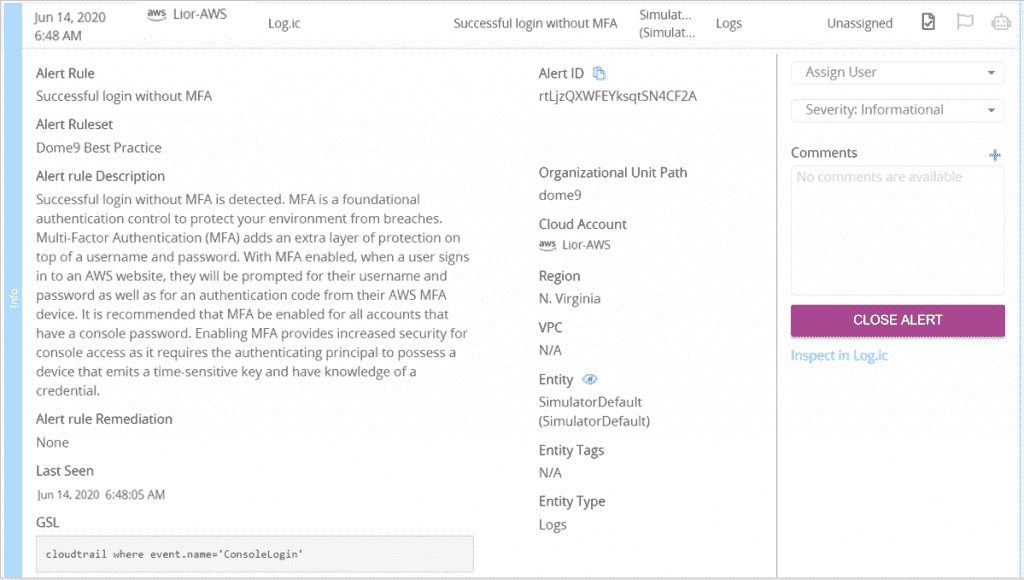 Jun 14, 2020
6:48 AM
aws Lior-AWS
Log.ic
Successful login without MFA
Simulat...
(Simulat...
Logs
Unassigned
Info
Alert Rule
Successful login without MFA
Alert Ruleset
Dome9 Best Practice
Alert rule Description
Successful login without MFA is detected. MFA is a foundational
authentication control to protect your environment from breaches.
Multi-Factor Authentication (MFA) adds an extra layer of protection on
top of a username and password. With MFA enabled, when a user signs
in to an AWS website, they will be prompted for their username and
password as well as for an authentication code from their AWS MFA
device. It is recommended that MFA be enabled for all accounts that
have a console password. Enabling MFA provides increased security for
console access as it requires the authenticating principal to possess a
device that emits a time-sensitive key and have knowledge of a
credential.
Alert rule Remediation
None
Last Seen
Jun 14, 2020 6:48:05 AM
GSL
cloudtrail where event.name='ConsoleLogin'
Alert ID
rtLjzQXWFEYksqtSN4CF2A
Organizational Unit Path
dome9
Cloud Account
aws Lior-AWS
Region
N. Virginia
VPC
N/A
Entity
SimulatorDefault
(SimulatorDefault)
Entity Tags
N/A
Entity Type
Logs
Assign User
Severity: Informational
Comments
No comments are available
CLOSE ALERT
Inspect in Log.ic